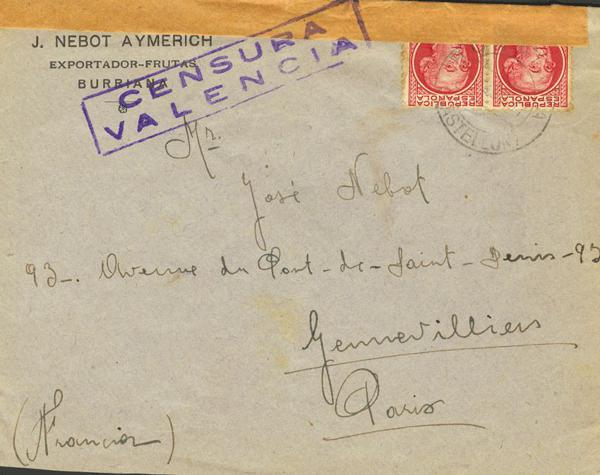 J. NEBOT AYMERICH
EXPORTADOR-FRUTAS
BURRIANA
CENSURA
VALENCIA
REPUBLICA
ESPAÑOLA
REPUBLICA
ESPAÑOLA
Mr.
José Nebot
93-. Avenue du Pont-de-Saint-Denis-93
Gennevilliers
Paris
(Francia)